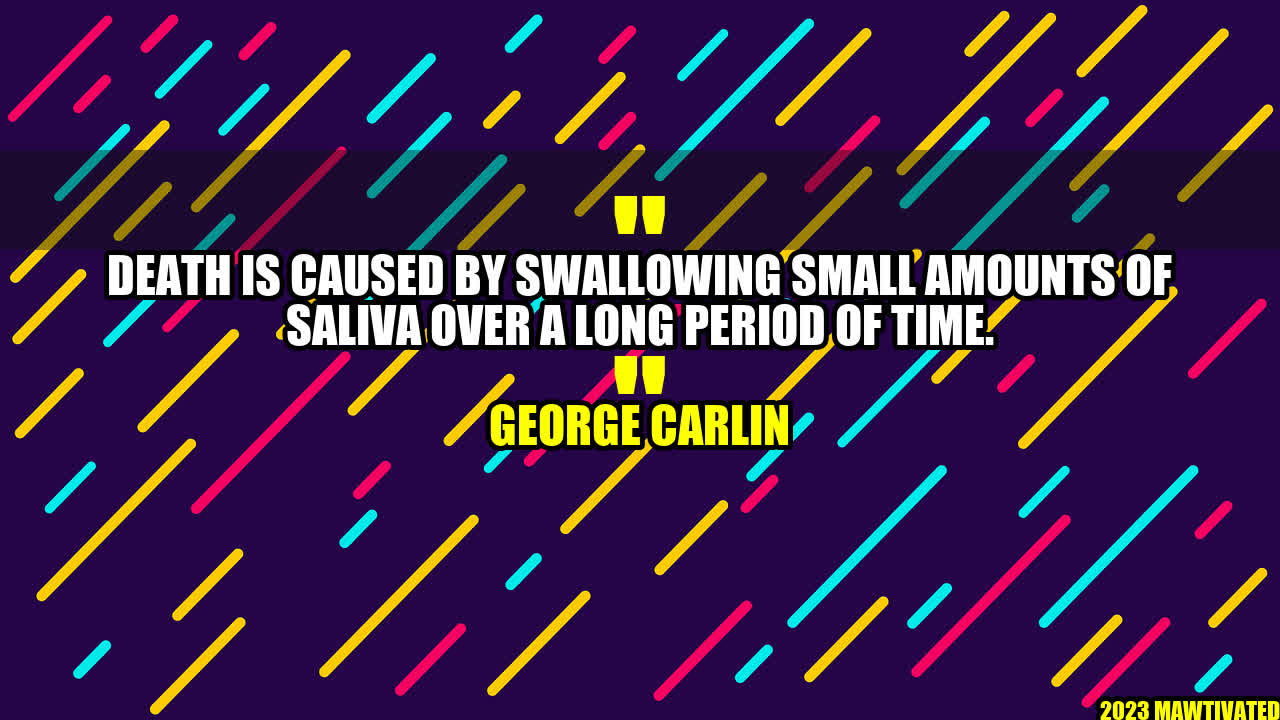 "
DEATH IS CAUSED BY SWALLOWING SMALL AMOUNTS OF
SALIVA OVER A LONG PERIOD OF TIME.
"
GEORGE CARLIN
2023 MAWTIVATED